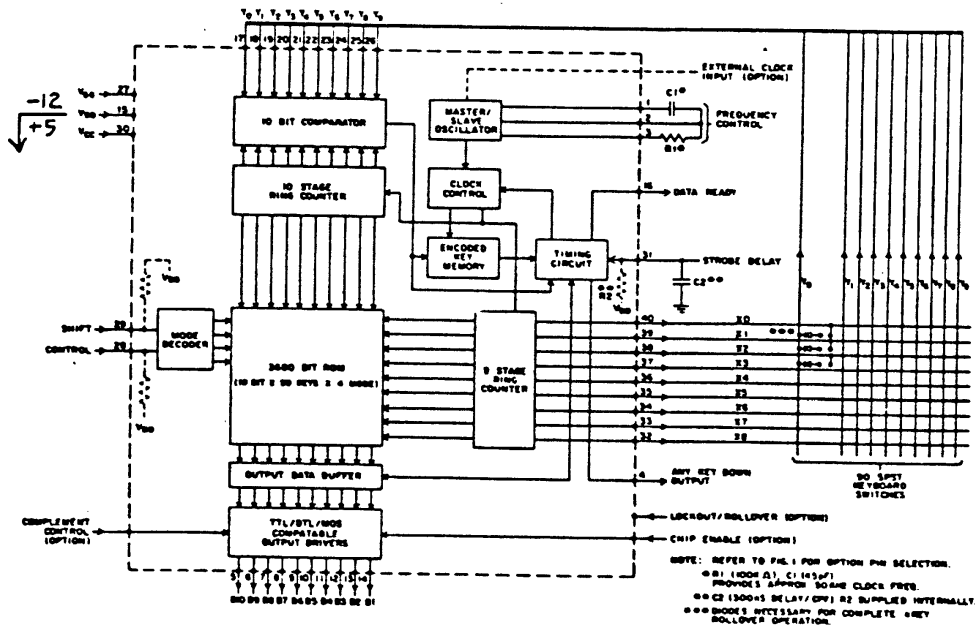 Y0 Y1 Y2 Y3 Y4 Y5 Y6 Y7 Y8 Y9
17 18 19 20 21 22 23 24 25 26
EXTERNAL CLOCK
INPUT (OPTION)
VGG 27
-12
VDD 15
+5
VCC 30
10 BIT COMPARATOR
MASTER/
SLAVE
OSCILLATOR
1 C1*
2
3 R1*
FREQUENCY
CONTROL
10 STAGE
RING COUNTER
CLOCK
CONTROL
16 DATA READY
ENCODED
KEY
MEMORY
TIMING
CIRCUIT
31 STROBE DELAY
R2** VDD
C2**
VDD
SHIFT 29
CONTROL 28
VDD
MODE
DECODER
3600 BIT ROM
(10 BIT X 90 KEYS X 4 MODE)
9 STAGE
RING
COUNTER
Y0 Y1 Y2 Y3 Y4 Y5 Y6 Y7 Y8 Y9
40 X0
39 X1 ***
38 X2
37 X3
36 X4
35 X5
34 X6
33 X7
32 X8
90 SPST
KEYBOARD
SWITCHES
OUTPUT DATA BUFFER
4 ANY KEY DOWN
OUTPUT
COMPLEMENT
CONTROL
(OPTION)
TTL/DTL/MOS
COMPATABLE
OUTPUT DRIVERS
LOCKOUT/ROLLOVER (OPTION)
CHIP ENABLE (OPTION)
5 6 7 8 9 10 11 12 13 14
B10 B9 B8 B7 B6 B5 B4 B3 B2 B1
NOTE: REFER TO FIG. 1 FOR OPTION PIN SELECTION.
* R1 (100K Ω), C1 (45pF)
PROVIDES APPROX 50KHz CLOCK FREQ.
** C2 (500nS DELAY/OPF) R2 SUPPLIED INTERNALLY.
*** DIODES NECESSARY FOR COMPLETE NKEY
ROLLOVER OPERATION.